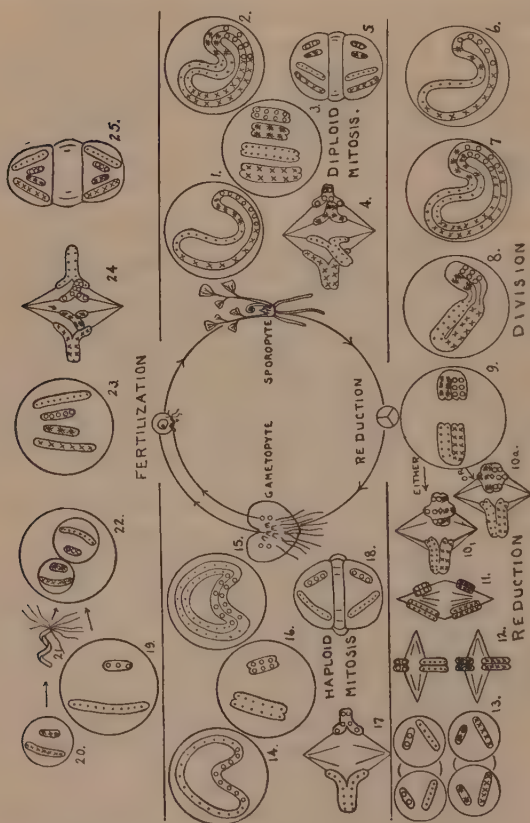 1.
2.
3.
4.
5.
DIPLOID
MITOSIS.
6.
7
8.
9.
EITHER
OR
10,
10a.
11.
12.
13.
REDUCTION DIVISION
14.
15.
16.
17
18.
HAPLOID
MITOSIS
19.
20.
21.
22.
23.
24
25.
FERTILIZATION
GAMETOPYTE
SPOROPYTE
REDUCTION